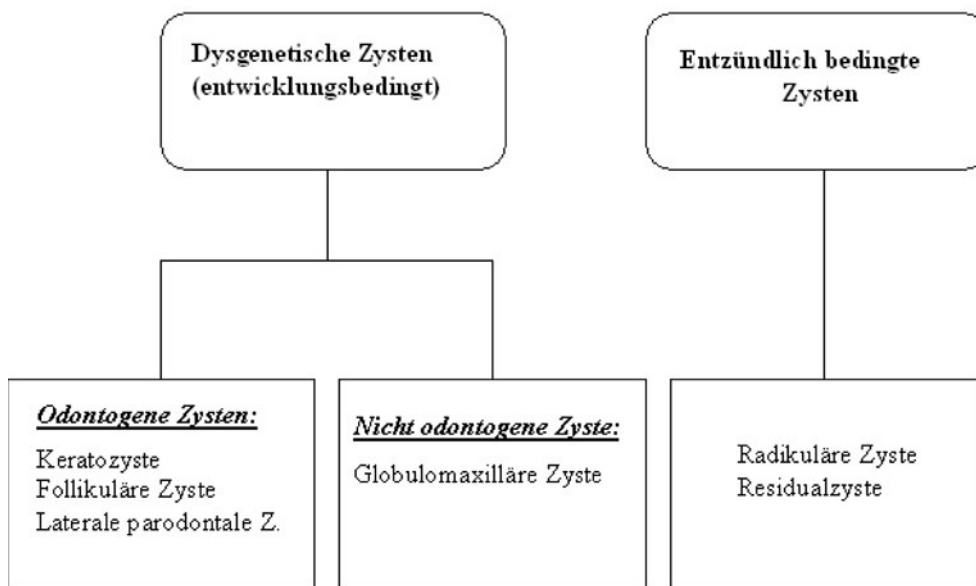 Dysgenetische Zysten
(entwicklungsbedingt)
Entzündlich bedingte
Zysten
Odontogene Zysten:
Keratozyste
Follikuläre Zyste
Laterale parodontale Z.
Nicht odontogene Zyste:
Globulomaxilläre Zyste
Radikuläre Zyste
Residualzyste